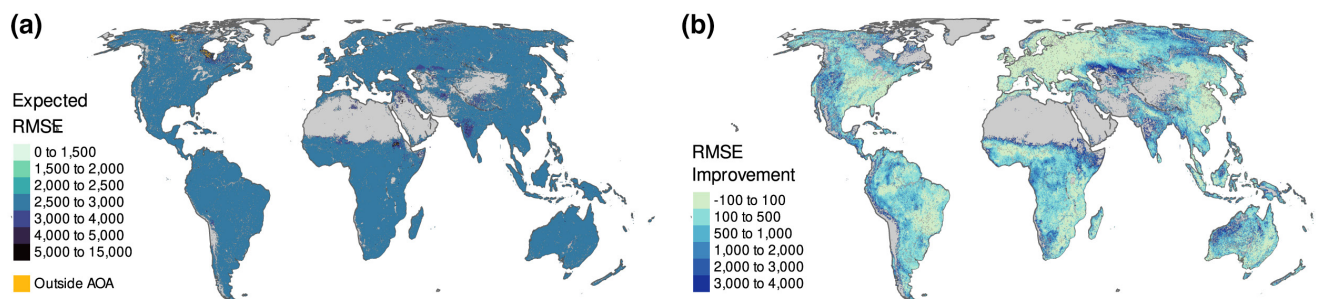 (a)
Expected
RMSE
0 to 1,500
1,500 to 2,000
2,000 to 2,500
2,500 to 3,000
3,000 to 4,000
4,000 to 5,000
5,000 to 15,000
Outside AOA
(b)
RMSE
Improvement
-100 to 100
100 to 500
500 to 1,000
1,000 to 2,000
2,000 to 3,000
3,000 to 4,000